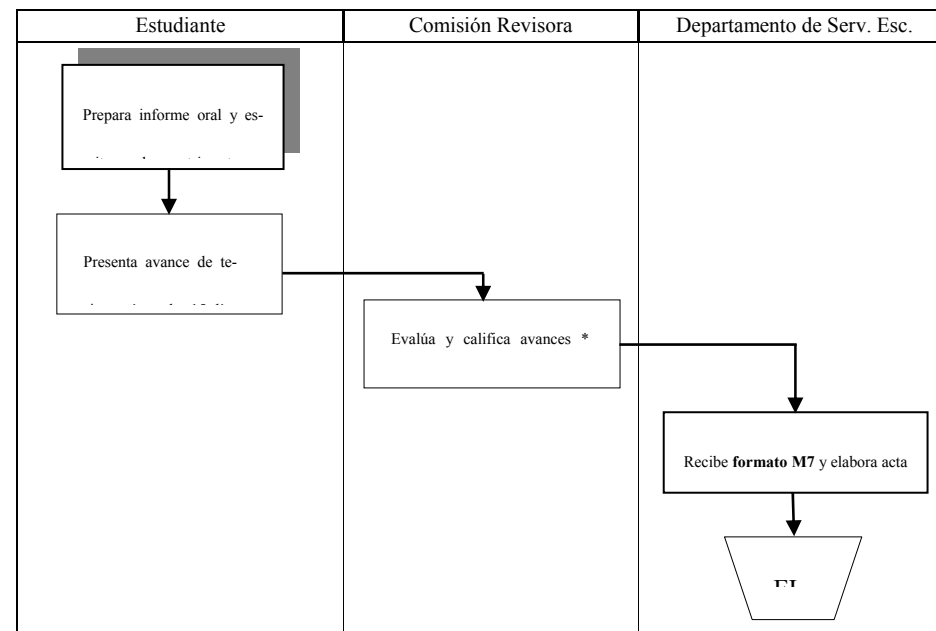 Estudiante
Comisión Revisora
Departamento de Serv. Esc.
Prepara informe oral y es-
Presenta avance de te-
Evalúa y califica avances *
Recibe formato M7 y elabora acta